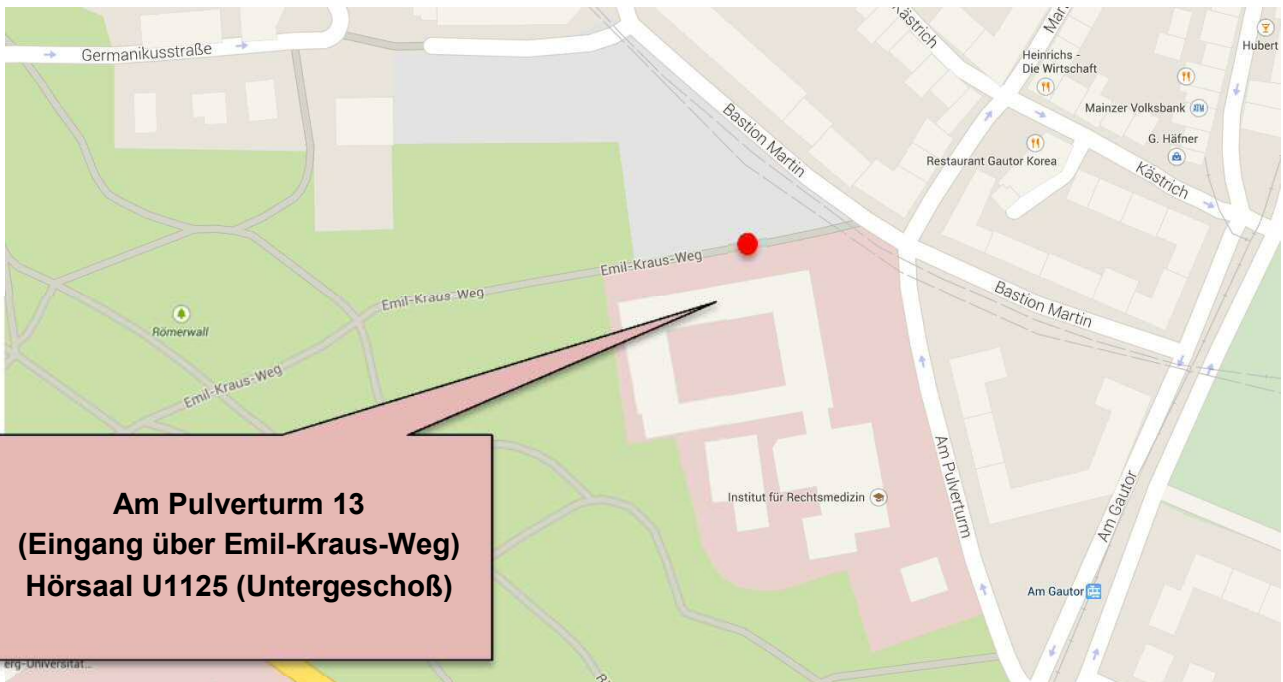 Germanikusstraße
Kästrich
Heinrichs -
Die Wirtschaft
Hubert
Mainzer Volksbank
ATM
G. Häfner
Restaurant Gautor Korea
Kästrich
Bastion Martin
Emil-Kraus-Weg
Emil-Kraus-Weg
Emil-Kraus-Weg
Römerwall
Bastion Martin
Institut für Rechtsmedizin
Am Pulverturm
Am Gautor
Am Gautor
Am Pulverturm 13
(Eingang über Emil-Kraus-Weg)
Hörsaal U1125 (Untergeschoß)